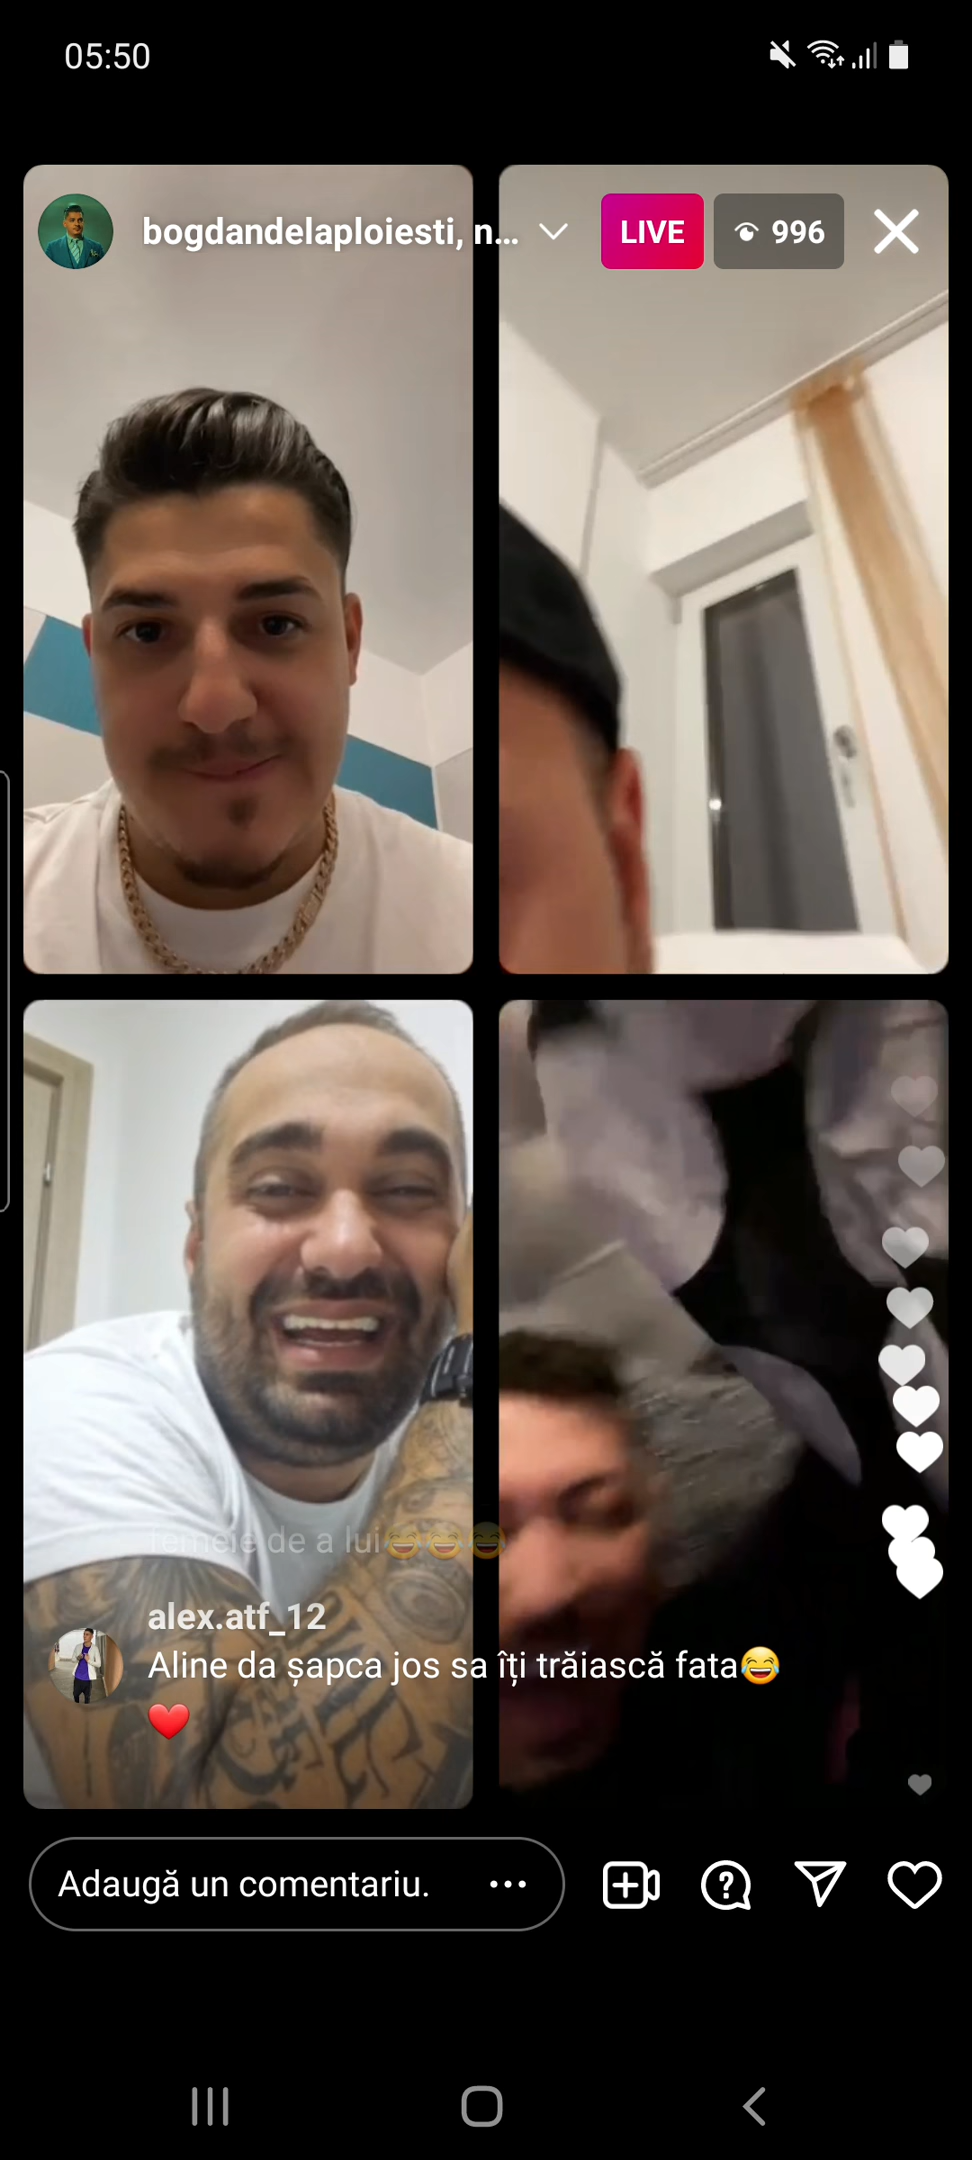 05:50
bogdandelaploiesti, n...
LIVE
996
femeie de a lui😂😂😂
alex.atf_12
Aline da șapca jos sa îți trăiască fata😂
❤️
Adaugă un comentariu.